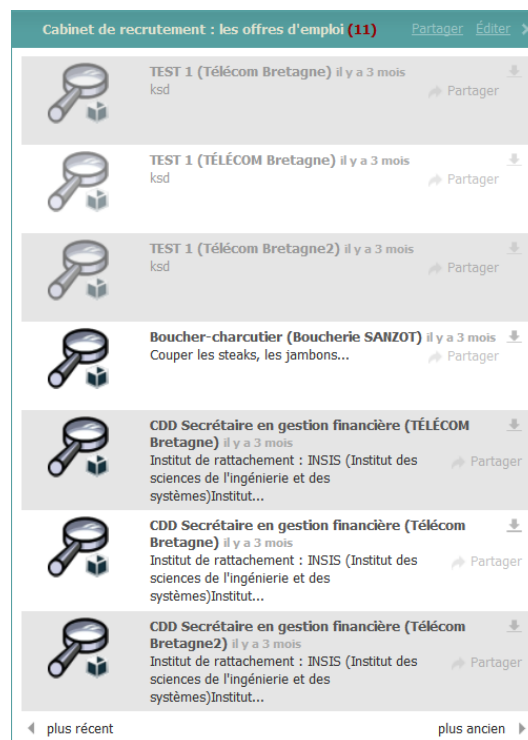 Cabinet de recrutement : les offres d'emploi (11) Partager Éditer ×
TEST 1 (Télécom Bretagne) il y a 3 mois
ksd
Partager
TEST 1 (TÉLÉCOM Bretagne) il y a 3 mois
ksd
Partager
TEST 1 (Télécom Bretagne2) il y a 3 mois
ksd
Partager
Boucher-charcutier (Boucherie SANZOT) il y a 3 mois
Couper les steaks, les jambons...
Partager
CDD Secrétaire en gestion financière (TÉLÉCOM
Bretagne) il y a 3 mois
Institut de rattachement : INSIS (Institut des
Partager
sciences de l'ingénierie et des
systèmes)Institut...
CDD Secrétaire en gestion financière (Télécom
Bretagne) il y a 3 mois
Institut de rattachement : INSIS (Institut des
Partager
sciences de l'ingénierie et des
systèmes)Institut...
CDD Secrétaire en gestion financière (Télécom
Bretagne2) il y a 3 mois
Institut de rattachement : INSIS (Institut des
Partager
sciences de l'ingénierie et des
systèmes)Institut...
plus récent plus ancien